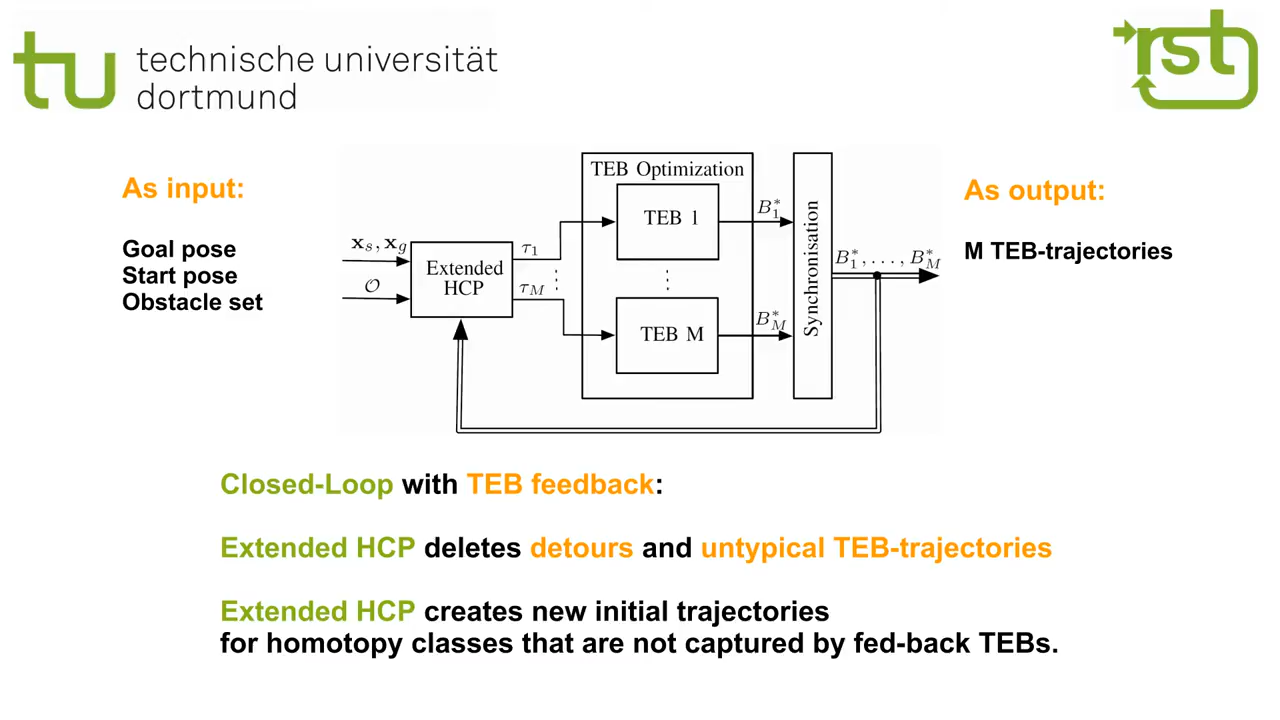 tu technische universität
dortmund
rst
As input:
Goal pose
Start pose
Obstacle set
x_s, x_g
O
Extended
HCP
τ_1
τ_M
TEB Optimization
TEB 1
TEB M
B_1^*
B_M^*
Synchronisation
B_1^*, . . . , B_M^*
As output:
M TEB-trajectories
Closed-Loop with TEB feedback:
Extended HCP deletes detours and untypical TEB-trajectories
Extended HCP creates new initial trajectories
for homotopy classes that are not captured by fed-back TEBs.